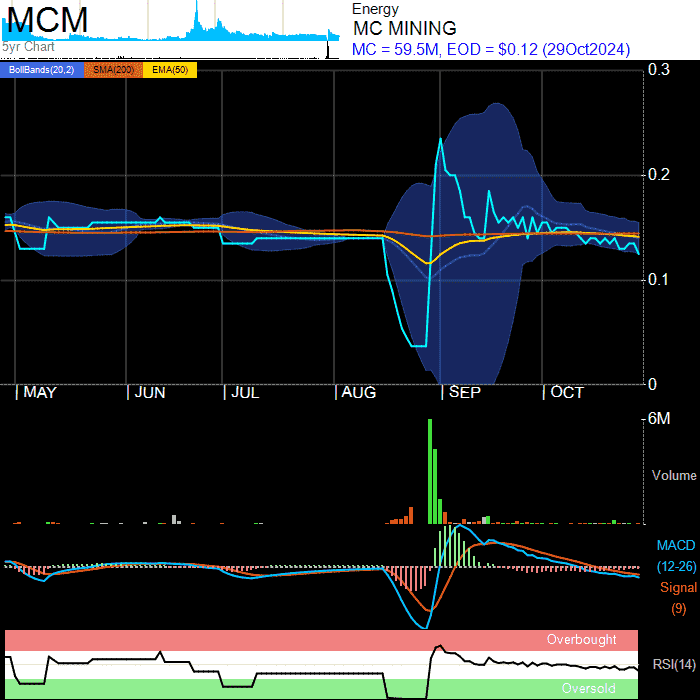 MCM
5yr Chart
Energy
MC MINING
MC = 59.5M, EOD = $0.12 (29Oct2024)
BollBands(20,2) SMA(200) EMA(50)
0.3
0.2
0.1
0
MAY JUN JUL AUG SEP OCT
6M
Volume
MACD
(12-26)
Signal
(9)
Overbought
RSI(14)
Oversold